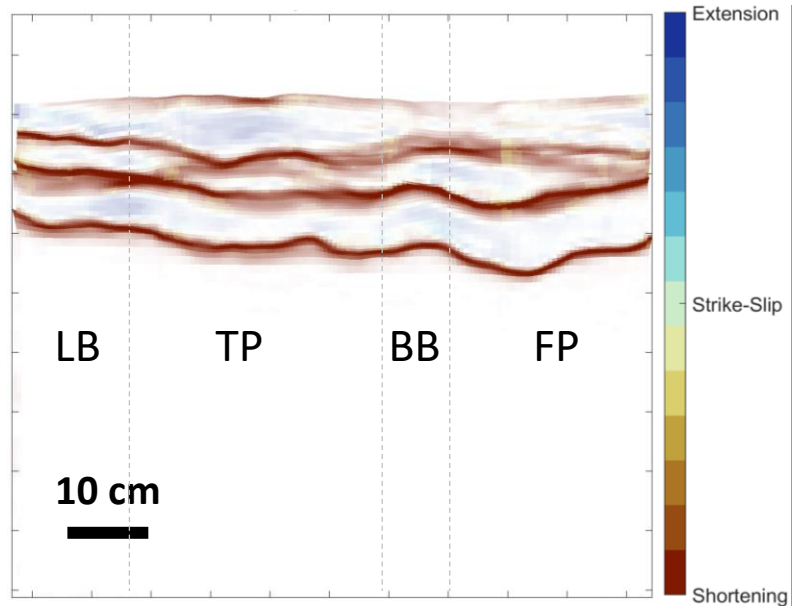 Extension
Strike-Slip
LB TP BB FP
10 cm
Shortening